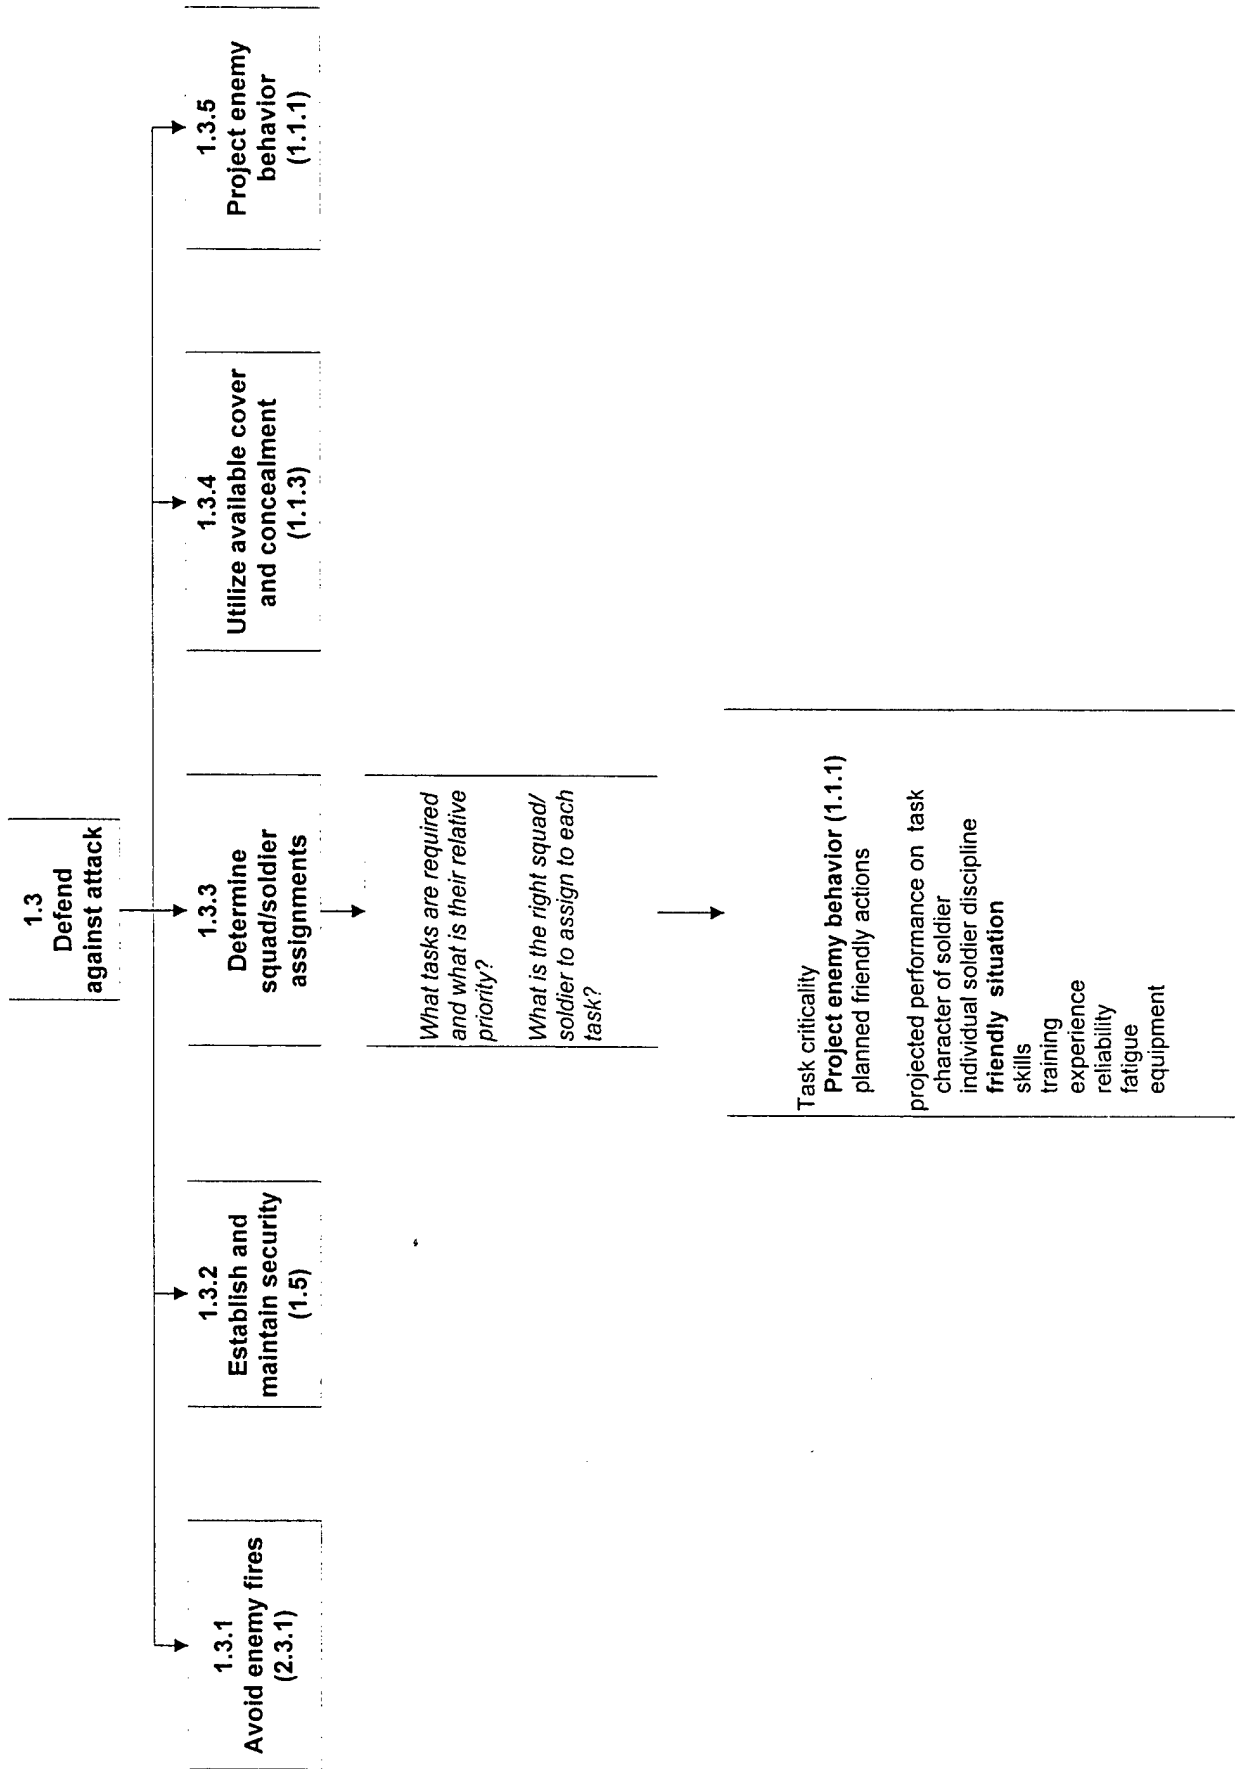 1.3
Defend
against attack
1.3.1
Avoid enemy fires
(2.3.1)
1.3.2
Establish and
maintain security
(1.5)
1.3.3
Determine
squad/soldier
assignments
1.3.4
Utilize available cover
and concealment
(1.1.3)
1.3.5
Project enemy
behavior
(1.1.1)
What tasks are required
and what is their relative
priority?
What is the right squad/
soldier to assign to each
task?
Task criticality
Project enemy behavior (1.1.1)
planned friendly actions
projected performance on task
character of soldier
individual soldier discipline
friendly situation
skills
training
experience
reliability
fatigue
equipment